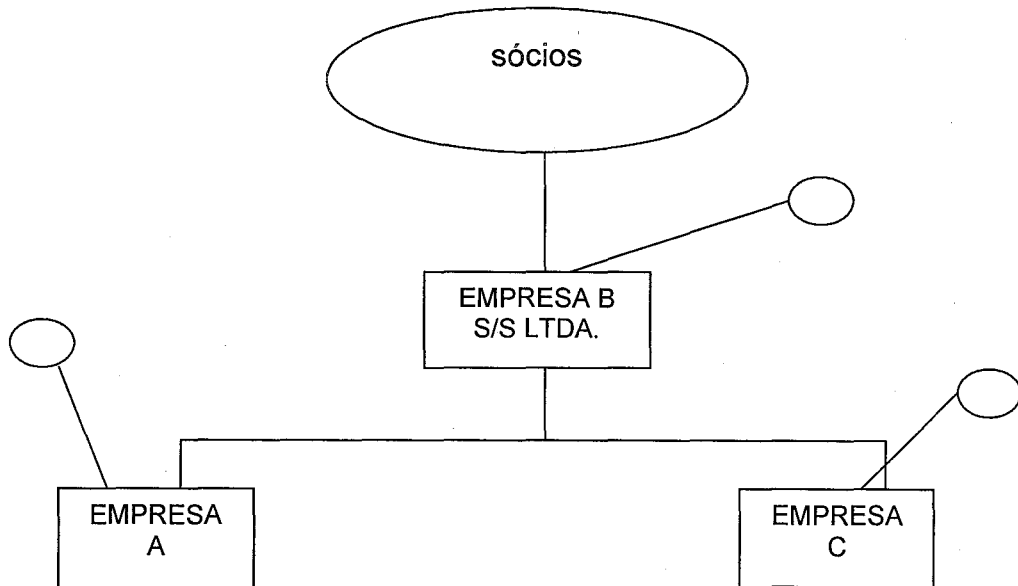 sócios
EMPRESA B
S/S LTDA.
EMPRESA
A
EMPRESA
C